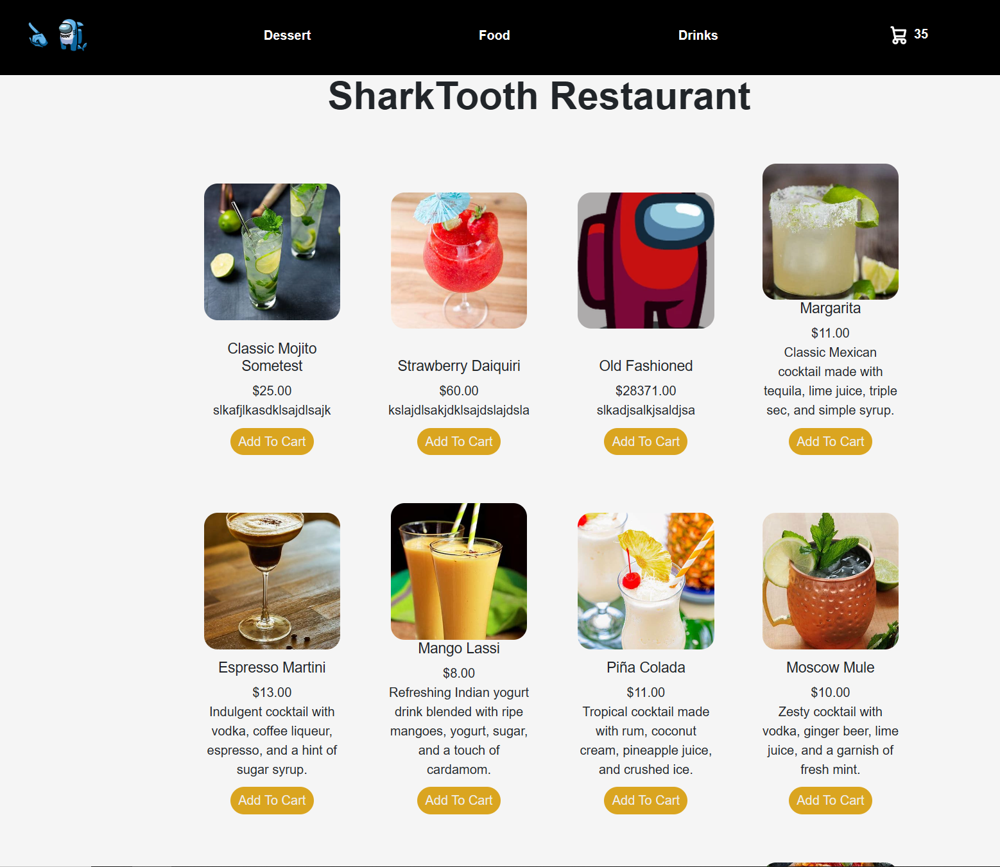 Dessert
Food
Drinks
35
SharkTooth Restaurant
Classic Mojito
Sometest
$25.00
slkafjlkasdklsajdlsajk
Add To Cart
Strawberry Daiquiri
$60.00
kslajdlsakjdklsajdslajdsla
Add To Cart
Old Fashioned
$28371.00
slkadjsalkjsaldjsa
Add To Cart
Margarita
$11.00
Classic Mexican
cocktail made with
tequila, lime juice, triple
sec, and simple syrup.
Add To Cart
Espresso Martini
$13.00
Indulgent cocktail with
vodka, coffee liqueur,
espresso, and a hint of
sugar syrup.
Add To Cart
Mango Lassi
$8.00
Refreshing Indian yogurt
drink blended with ripe
mangoes, yogurt, sugar,
and a touch of
cardamom.
Add To Cart
Piña Colada
$11.00
Tropical cocktail made
with rum, coconut
cream, pineapple juice,
and crushed ice.
Add To Cart
Moscow Mule
$10.00
Zesty cocktail with
vodka, ginger beer, lime
juice, and a garnish of
fresh mint.
Add To Cart